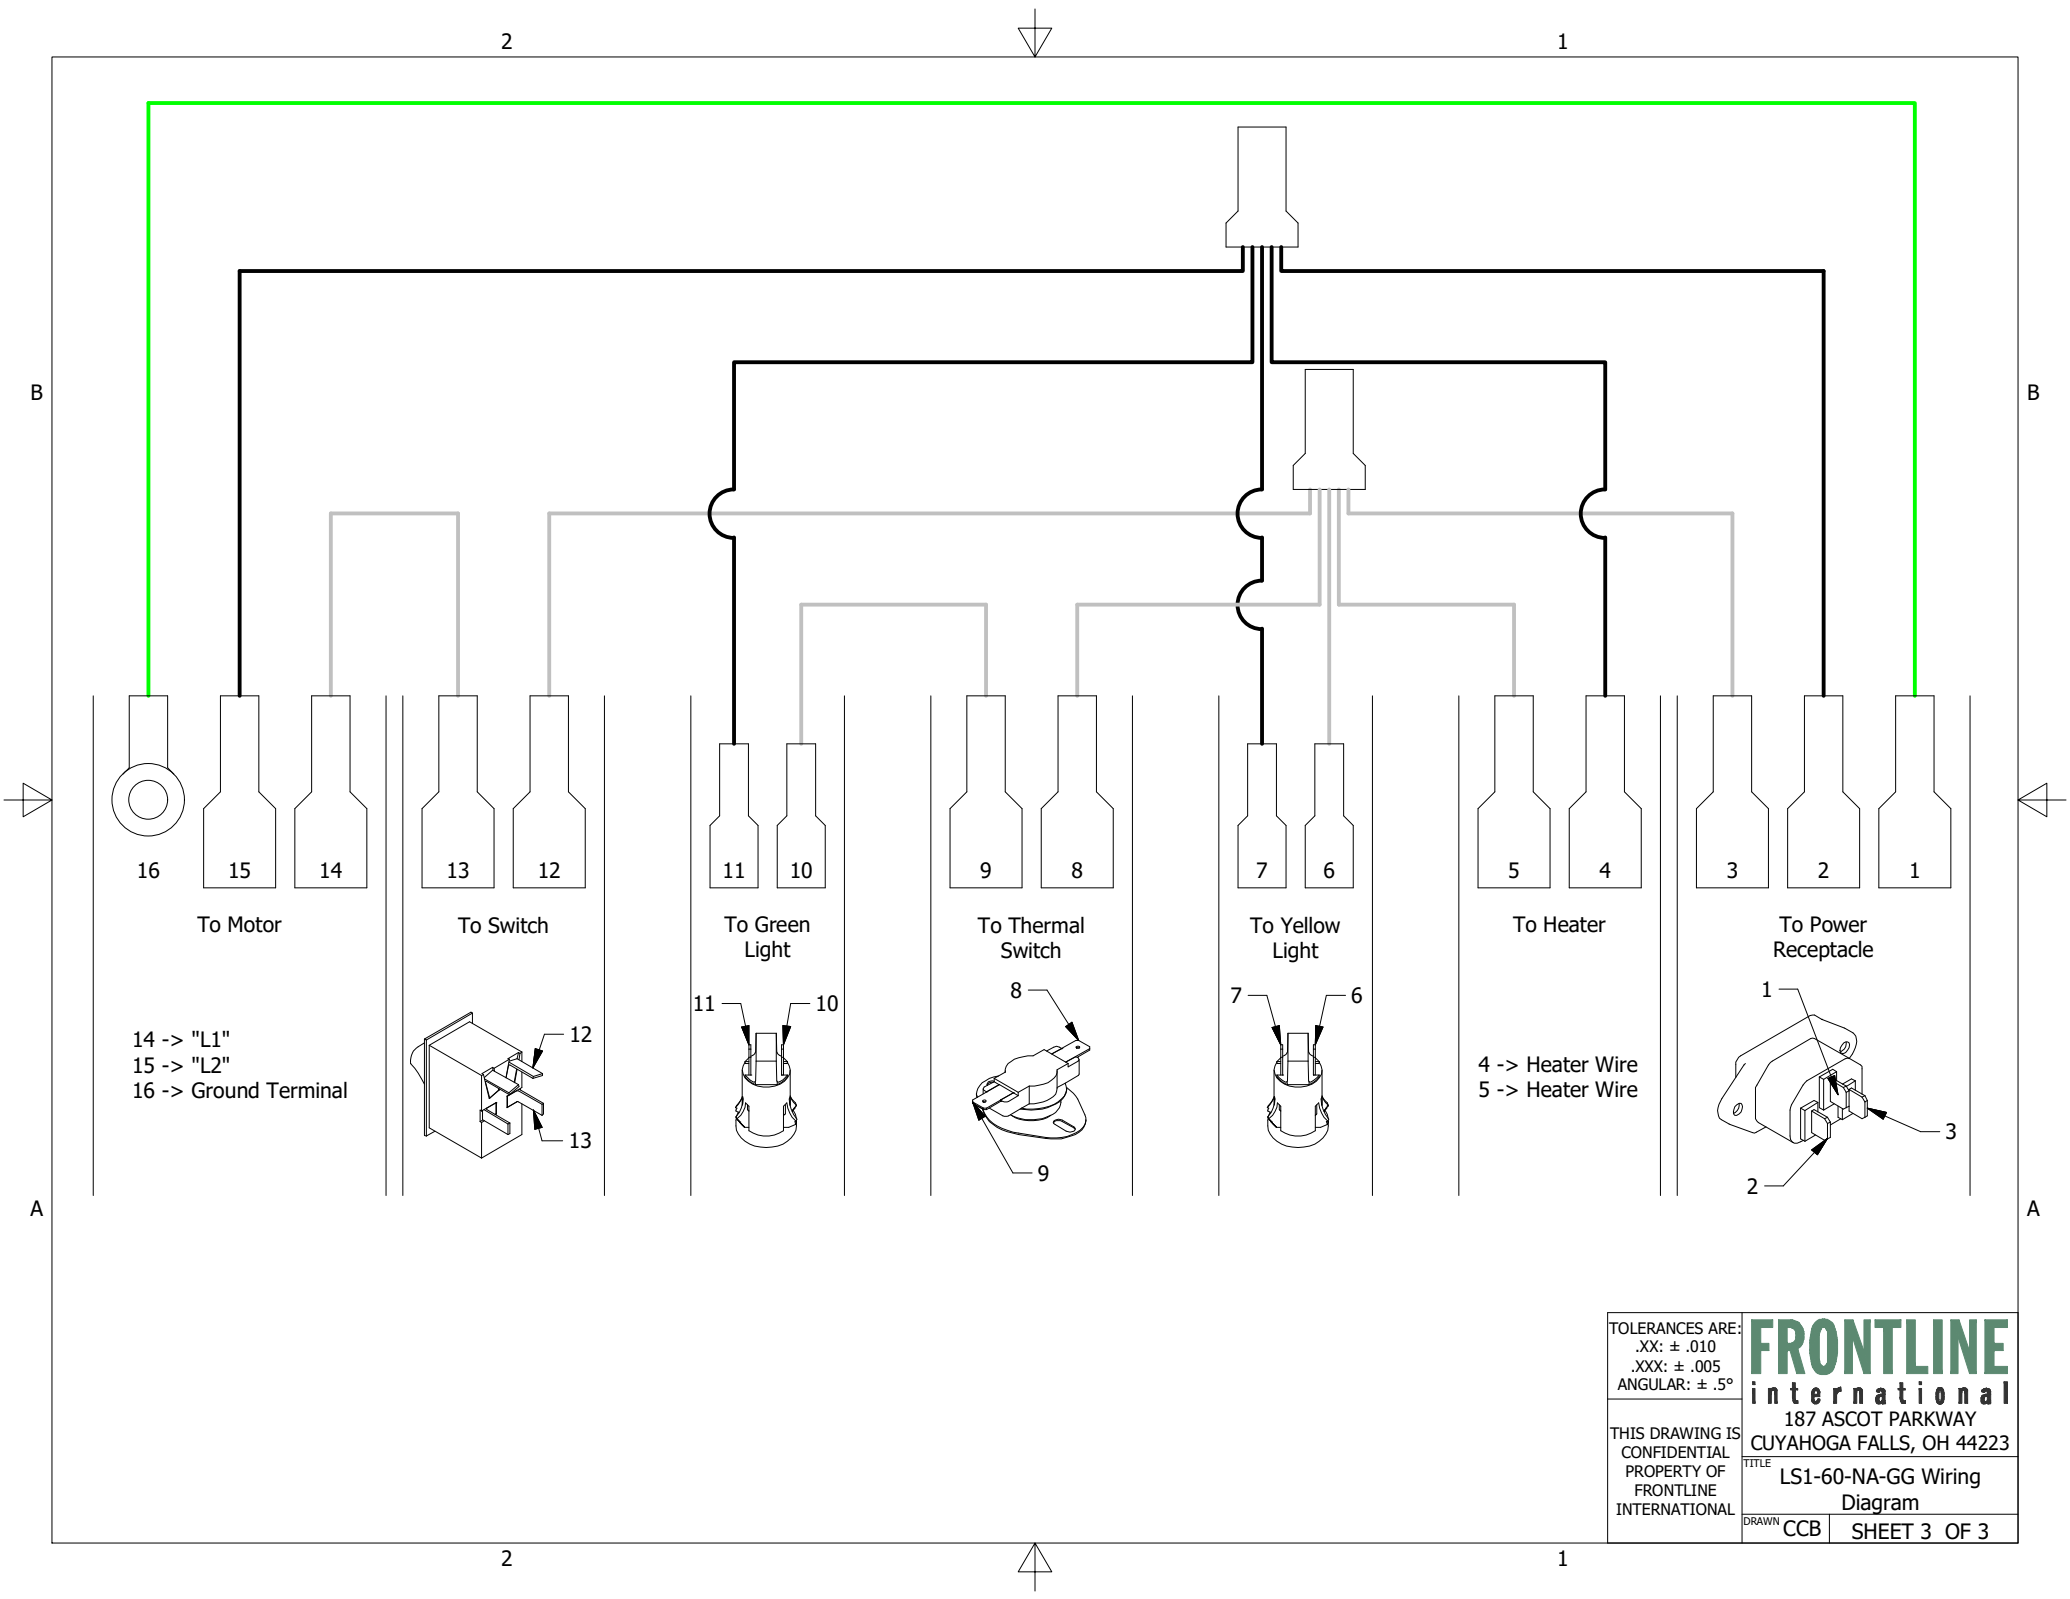 2
1
B
B
16
15
14
13
12
11
10
9
8
7
6
5
4
3
2
1
To Motor
To Switch
To Green
Light
To Thermal
Switch
To Yellow
Light
To Heater
To Power
Receptacle
14 -> "L1"
15 -> "L2"
16 -> Ground Terminal
12
13
11
10
8
9
7
6
4 -> Heater Wire
5 -> Heater Wire
1
3
2
A
A
TOLERANCES ARE:
.XX: ± .010
.XXX: ± .005
ANGULAR: ± .5°
THIS DRAWING IS
CONFIDENTIAL
PROPERTY OF
FRONTLINE
INTERNATIONAL
FRONTLINE
international
187 ASCOT PARKWAY
CUYAHOGA FALLS, OH 44223
TITLE
LS1-60-NA-GG Wiring
Diagram
DRAWN CCB
SHEET 3 OF 3
2
1